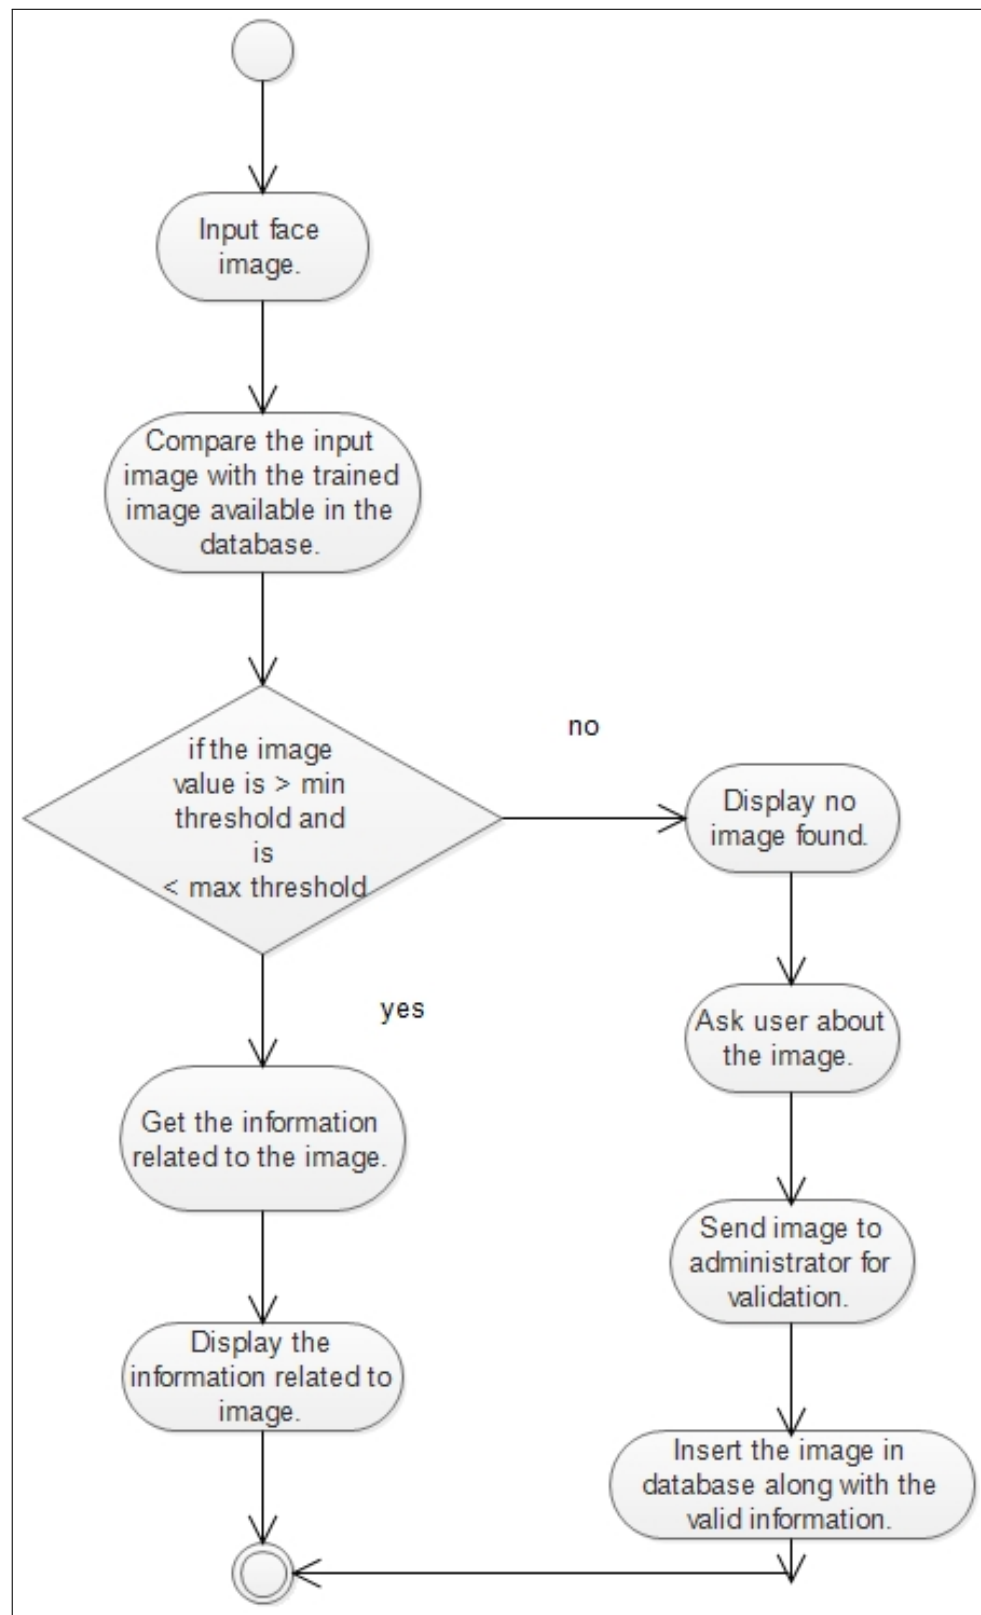 Input face
image.
Compare the input
image with the trained
image available in the
database.
if the image
value is > min
threshold and
is
< max threshold
no
Display no
image found.
yes
Ask user about
the image.
Get the information
related to the image.
Send image to
administrator for
validation.
Display the
information related to
image.
Insert the image in
database along with the
valid information.